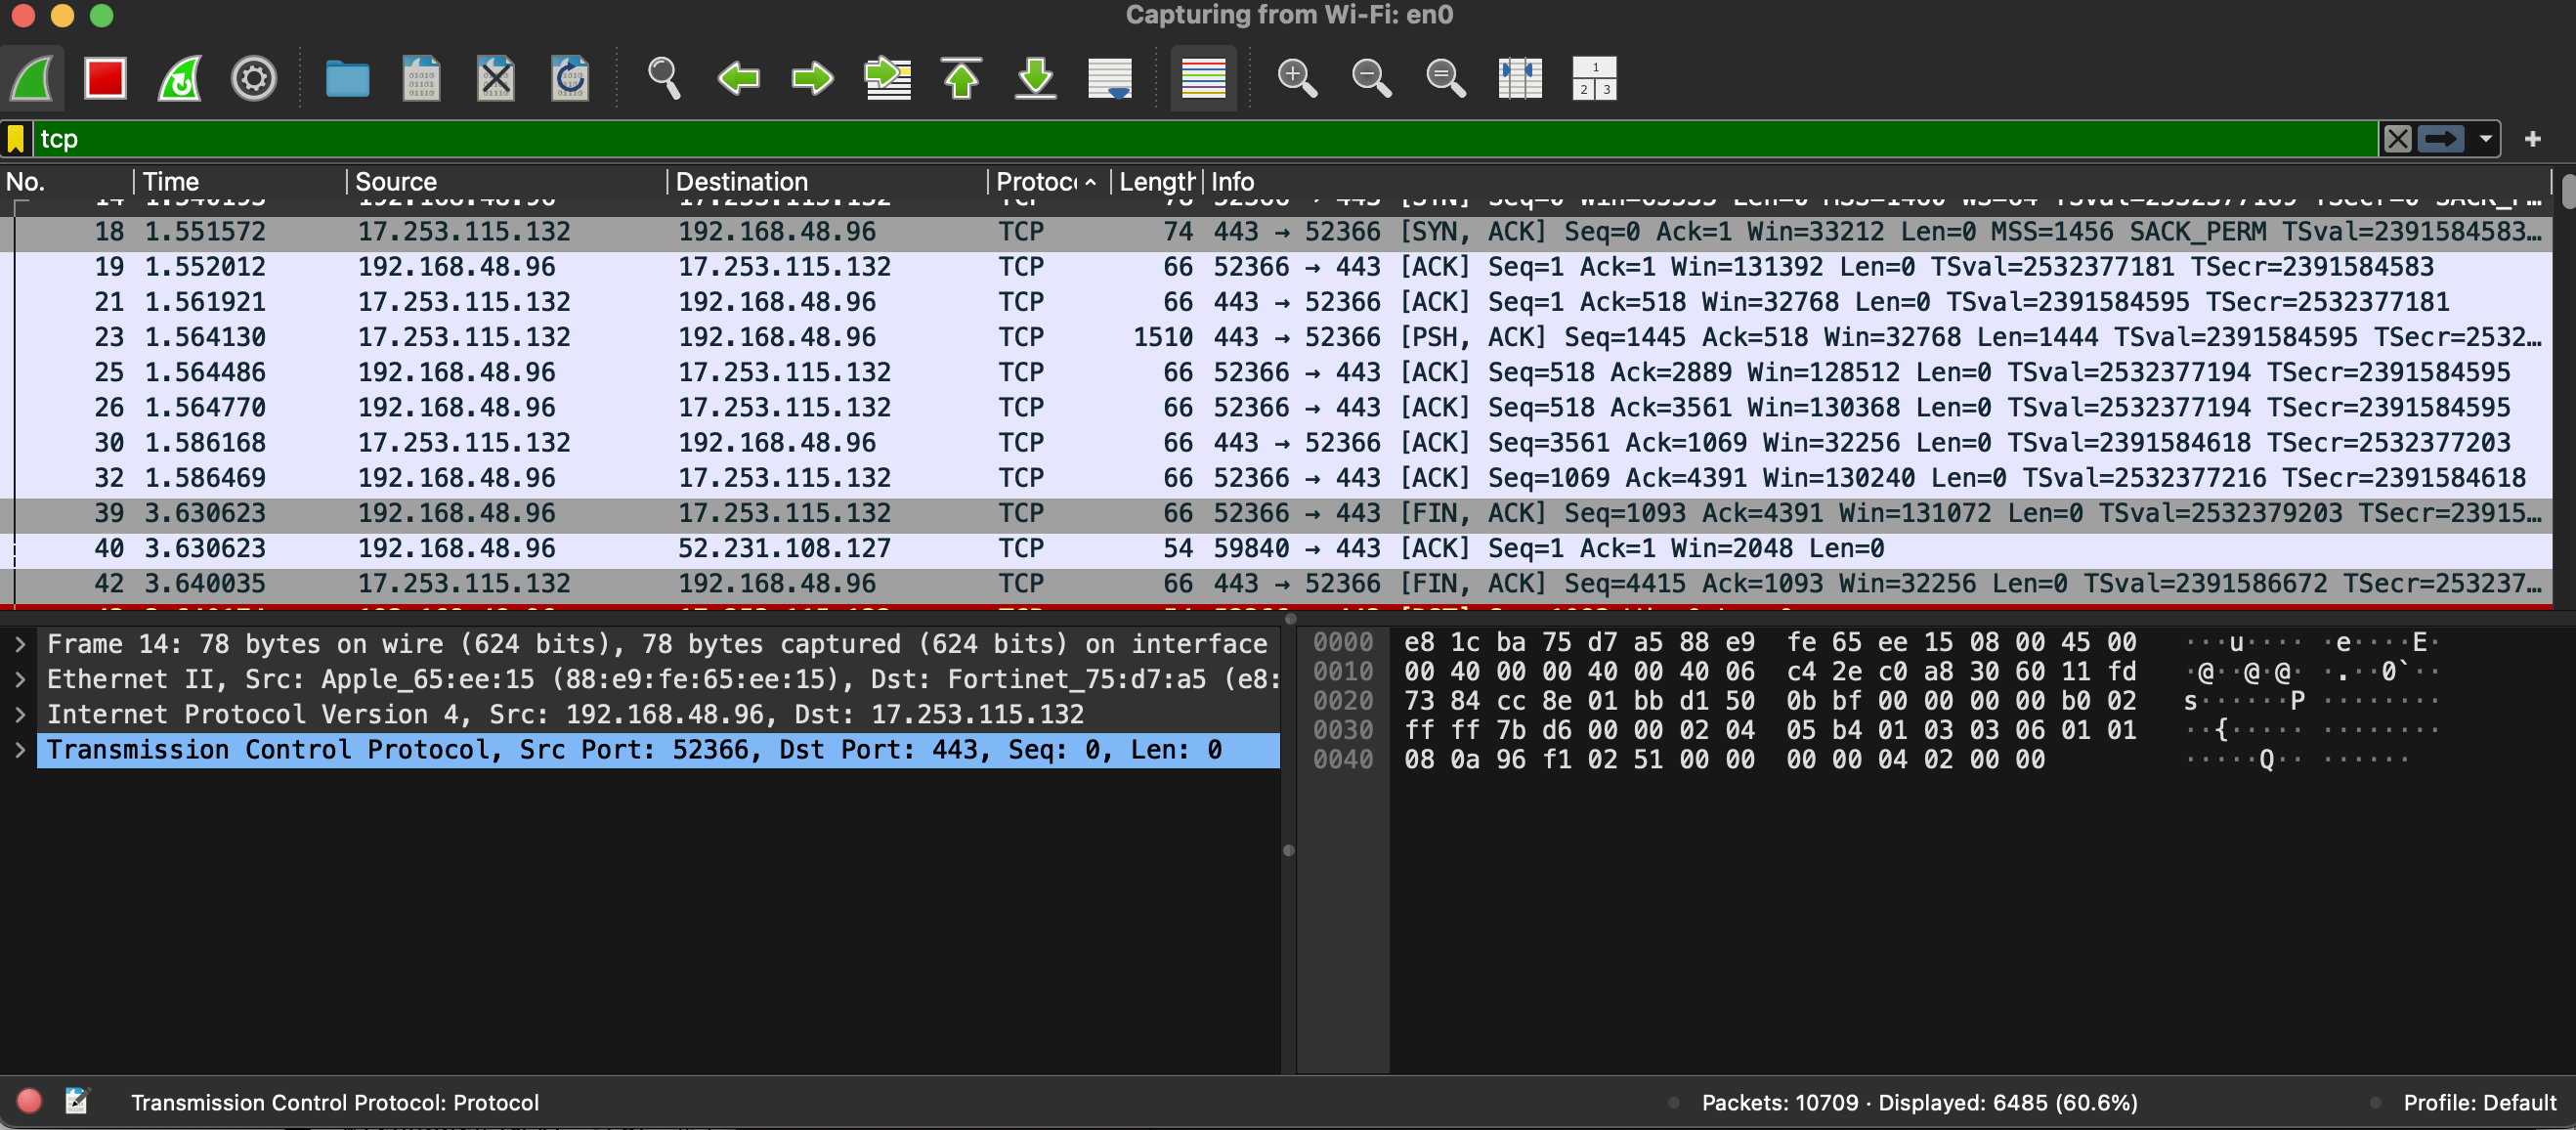 Capturing from Wi-Fi: en0
tcp
No. Time Source Destination Protoc Length Info
18 1.551572 17.253.115.132 192.168.48.96 TCP 74 443 → 52366 [SYN, ACK] Seq=0 Ack=1 Win=33212 Len=0 MSS=1456 SACK_PERM TSval=2391584583…
19 1.552012 192.168.48.96 17.253.115.132 TCP 66 52366 → 443 [ACK] Seq=1 Ack=1 Win=131392 Len=0 TSval=2532377181 TSecr=2391584583
21 1.561921 17.253.115.132 192.168.48.96 TCP 66 443 → 52366 [ACK] Seq=1 Ack=518 Win=32768 Len=0 TSval=2391584595 TSecr=2532377181
23 1.564130 17.253.115.132 192.168.48.96 TCP 1510 443 → 52366 [PSH, ACK] Seq=1445 Ack=518 Win=32768 Len=1444 TSval=2391584595 TSecr=2532…
25 1.564486 192.168.48.96 17.253.115.132 TCP 66 52366 → 443 [ACK] Seq=518 Ack=2889 Win=128512 Len=0 TSval=2532377194 TSecr=2391584595
26 1.564770 192.168.48.96 17.253.115.132 TCP 66 52366 → 443 [ACK] Seq=518 Ack=3561 Win=130368 Len=0 TSval=2532377194 TSecr=2391584595
30 1.586168 17.253.115.132 192.168.48.96 TCP 66 443 → 52366 [ACK] Seq=3561 Ack=1069 Win=32256 Len=0 TSval=2391584618 TSecr=2532377203
32 1.586469 192.168.48.96 17.253.115.132 TCP 66 52366 → 443 [ACK] Seq=1069 Ack=4391 Win=130240 Len=0 TSval=2532377216 TSecr=2391584618
39 3.630623 192.168.48.96 17.253.115.132 TCP 66 52366 → 443 [FIN, ACK] Seq=1093 Ack=4391 Win=131072 Len=0 TSval=2532379203 TSecr=23915…
40 3.630623 192.168.48.96 52.231.108.127 TCP 54 59840 → 443 [ACK] Seq=1 Ack=1 Win=2048 Len=0
42 3.640035 17.253.115.132 192.168.48.96 TCP 66 443 → 52366 [FIN, ACK] Seq=4415 Ack=1093 Win=32256 Len=0 TSval=2391586672 TSecr=253237…
Frame 14: 78 bytes on wire (624 bits), 78 bytes captured (624 bits) on interface
Ethernet II, Src: Apple_65:ee:15 (88:e9:fe:65:ee:15), Dst: Fortinet_75:d7:a5 (e8:
Internet Protocol Version 4, Src: 192.168.48.96, Dst: 17.253.115.132
Transmission Control Protocol, Src Port: 52366, Dst Port: 443, Seq: 0, Len: 0
0000 e8 1c ba 75 d7 a5 88 e9 fe 65 ee 15 08 00 45 00 ···u···· ·e····E·
0010 00 40 00 00 40 00 40 06 c4 2e c0 a8 30 60 11 fd ·@··@·@· ·.··0`··
0020 73 84 cc 8e 01 bb d1 50 0b bf 00 00 00 00 b0 02 s······P ········
0030 ff ff 7b d6 00 00 02 04 05 b4 01 03 03 06 01 01 ··{····· ········
0040 08 0a 96 f1 02 51 00 00 00 00 04 02 00 00 ·····Q·· ······
Transmission Control Protocol: Protocol
Packets: 10709 · Displayed: 6485 (60.6%)
Profile: Default